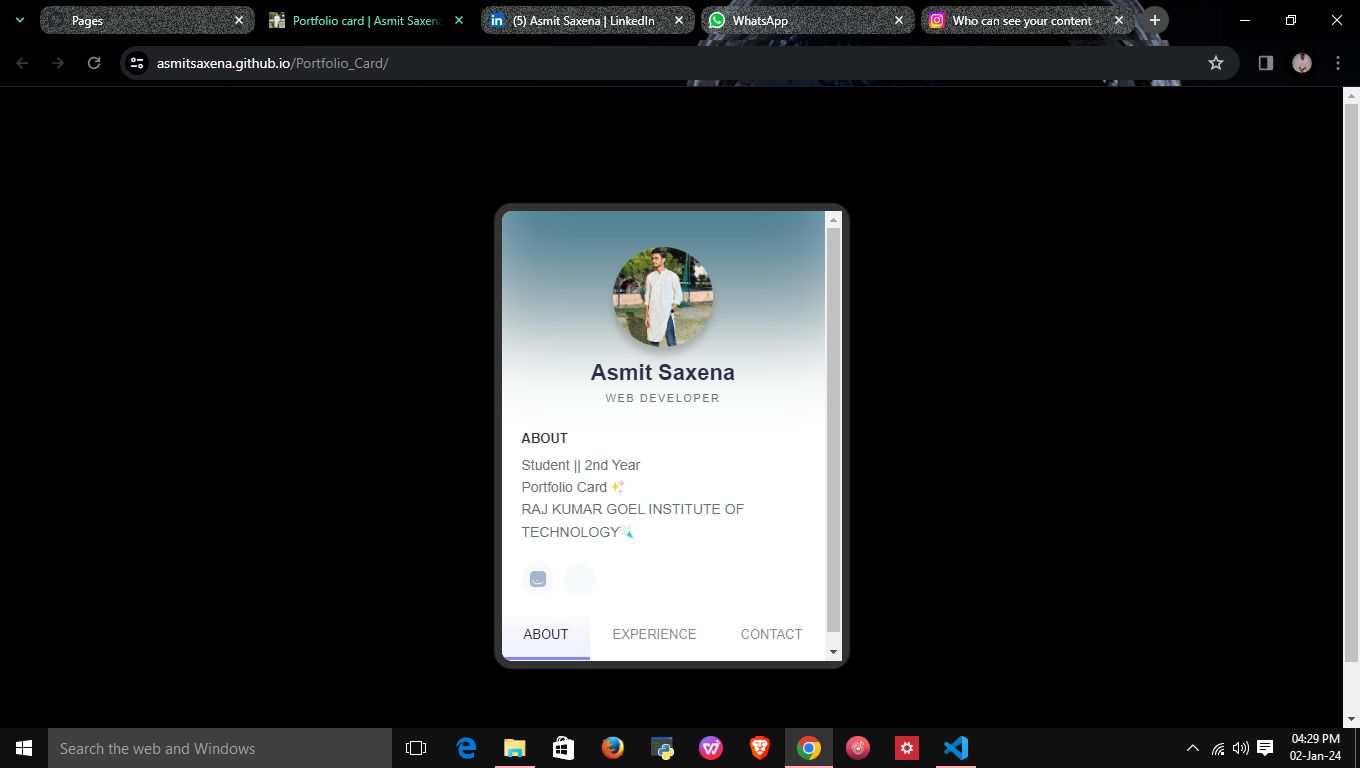 Pages
Portfolio card | Asmit Saxena
(5) Asmit Saxena | LinkedIn
WhatsApp
Who can see your content
asmitsaxena.github.io/Portfolio_Card/
Asmit Saxena
WEB DEVELOPER
ABOUT
Student || 2nd Year
Portfolio Card ✨
RAJ KUMAR GOEL INSTITUTE OF
TECHNOLOGY
ABOUT
EXPERIENCE
CONTACT
Search the web and Windows
04:29 PM
02-Jan-24